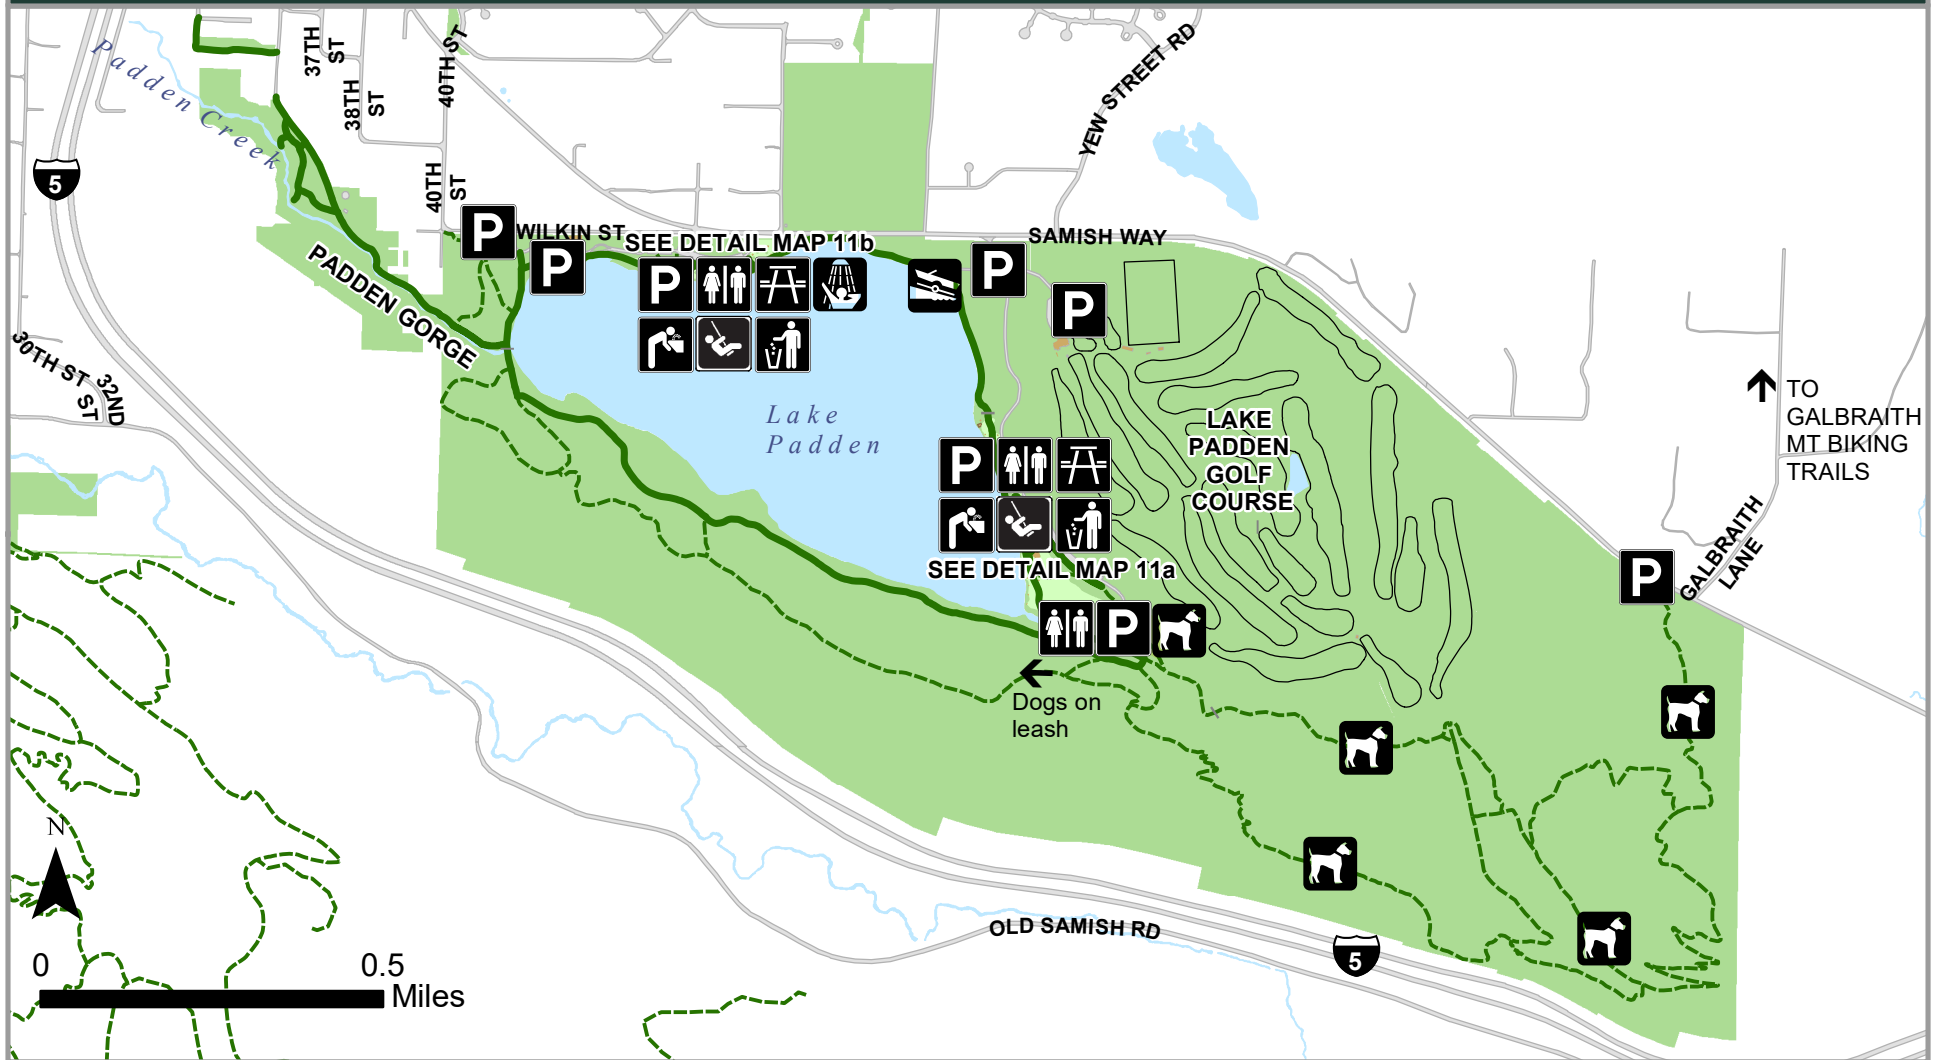 Padden Creek
37TH
ST
38TH
ST
40TH ST
40TH
ST
YEW STREET RD
5
P
WILKIN ST
P
SEE DETAIL MAP 11b
P
SAMISH WAY
P
P
PADDEN GORGE
30TH ST
32ND
ST
Lake
Padden
LAKE
PADDEN
GOLF
COURSE
TO
GALBRAITH
MT BIKING
TRAILS
P
SEE DETAIL MAP 11a
P
P
GALBRAITH
LANE
Dogs on
leash
N
OLD SAMISH RD
5
0
0.5
Miles